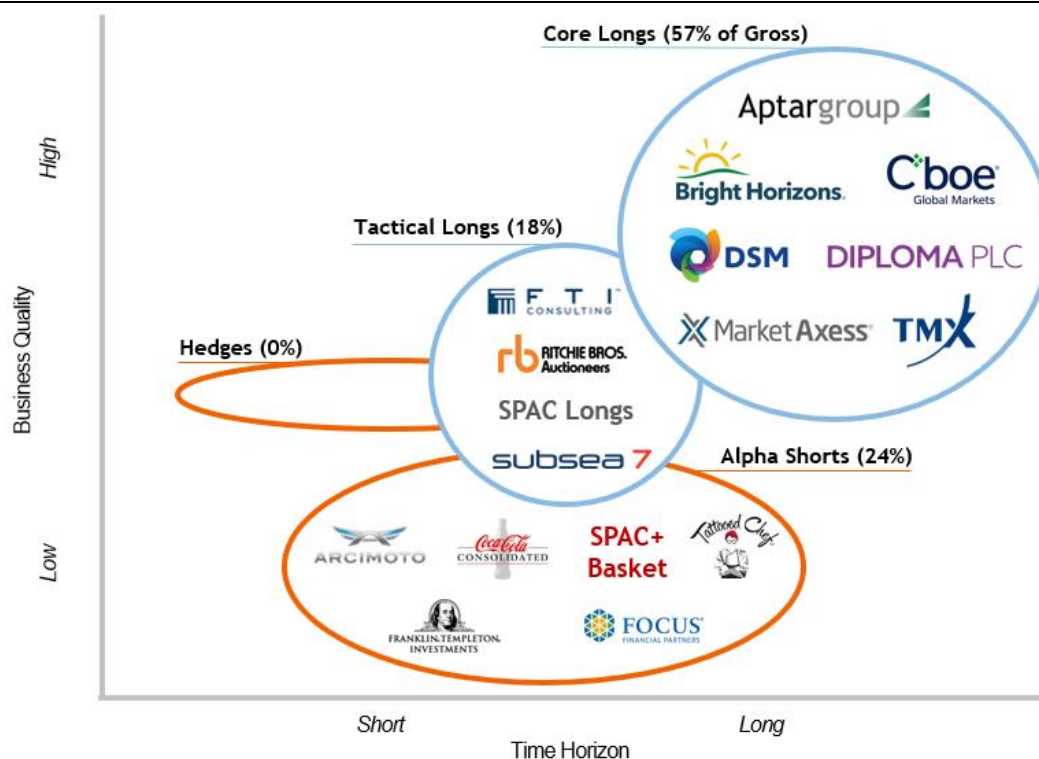 Core Longs (57% of Gross)
Aptargroup
High
Bright Horizons.
Cboe®
Global Markets
Tactical Longs (18%)
DSM
DIPLOMA PLC
FTI™
CONSULTING
Business Quality
Hedges (0%)
MarketAxess®
TMX
rb RITCHIE BROS.
Auctioneers
SPAC Longs
subsea 7
Alpha Shorts (24%)
Low
ARCIMOTO
Coca-Cola
CONSOLIDATED
SPAC+
Basket
Tattooed Chef
FRANKLIN TEMPLETON
INVESTMENTS
FOCUS®
FINANCIAL PARTNERS
Short
Long
Time Horizon